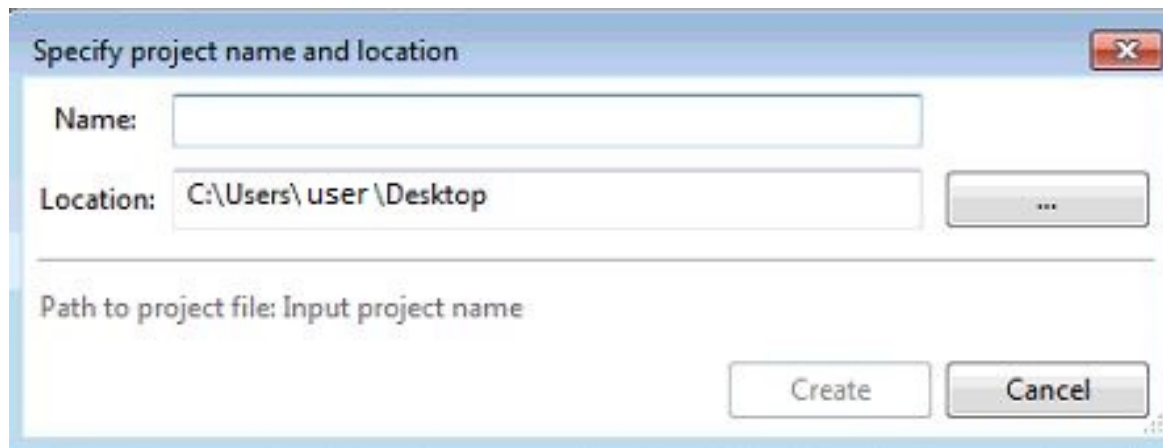 Specify project name and location
Name:
Location: C:\Users\ user \Desktop ...
Path to project file: Input project name
Create Cancel